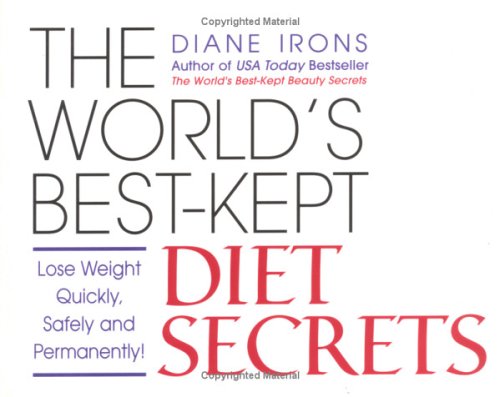 Copyrighted Material
THE
DIANE IRONS
Author of USA Today Bestseller
The World's Best-Kept Beauty Secrets
WORLD'S
BEST-KEPT
DIET
SECRETS
Lose Weight
Quickly,
Safely and
Permanently!
Copyrighted Material